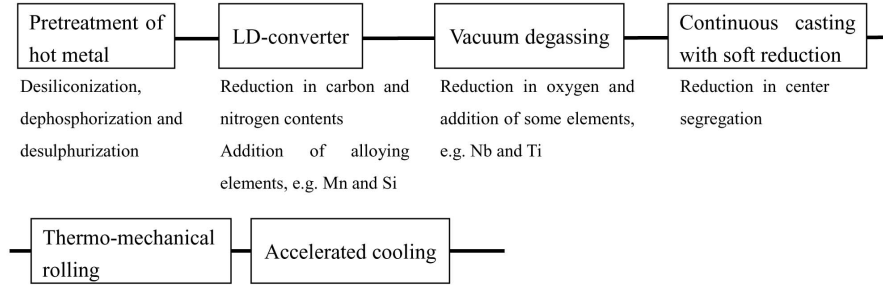 Pretreatment of
hot metal
LD-converter
Vacuum degassing
Continuous casting
with soft reduction
Desiliconization,
dephosphorization and
desulphurization
Reduction in carbon and
nitrogen contents
Addition of alloying
elements, e.g. Mn and Si
Reduction in oxygen and
addition of some elements,
e.g. Nb and Ti
Reduction in center
segregation
Thermo-mechanical
rolling
Accelerated cooling